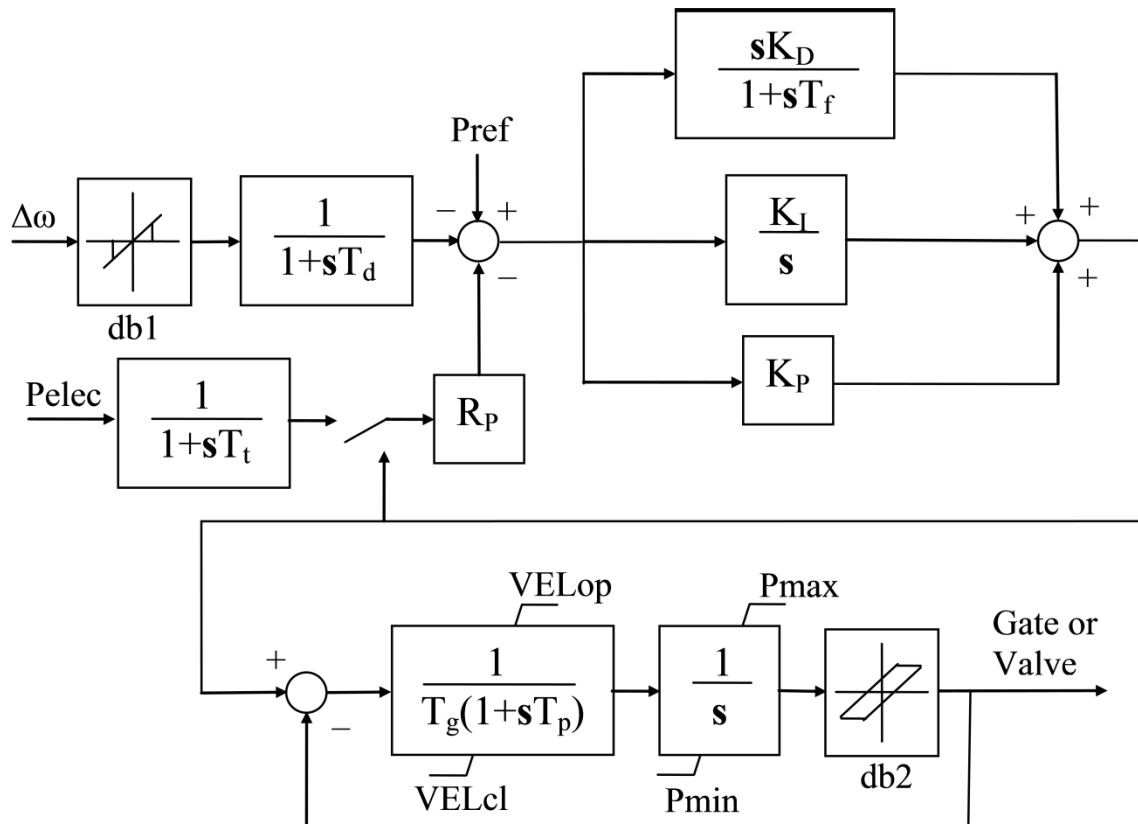 sK_D
1+sT_f
Pref
Δω
1
1+sT_d
−
+
−
K_I
s
+
+
+
db1
K_P
Pelec
1
1+sT_t
R_P
VELop
Pmax
Gate or
Valve
+
−
1
T_g(1+sT_p)
1
s
db2
VELcl
Pmin